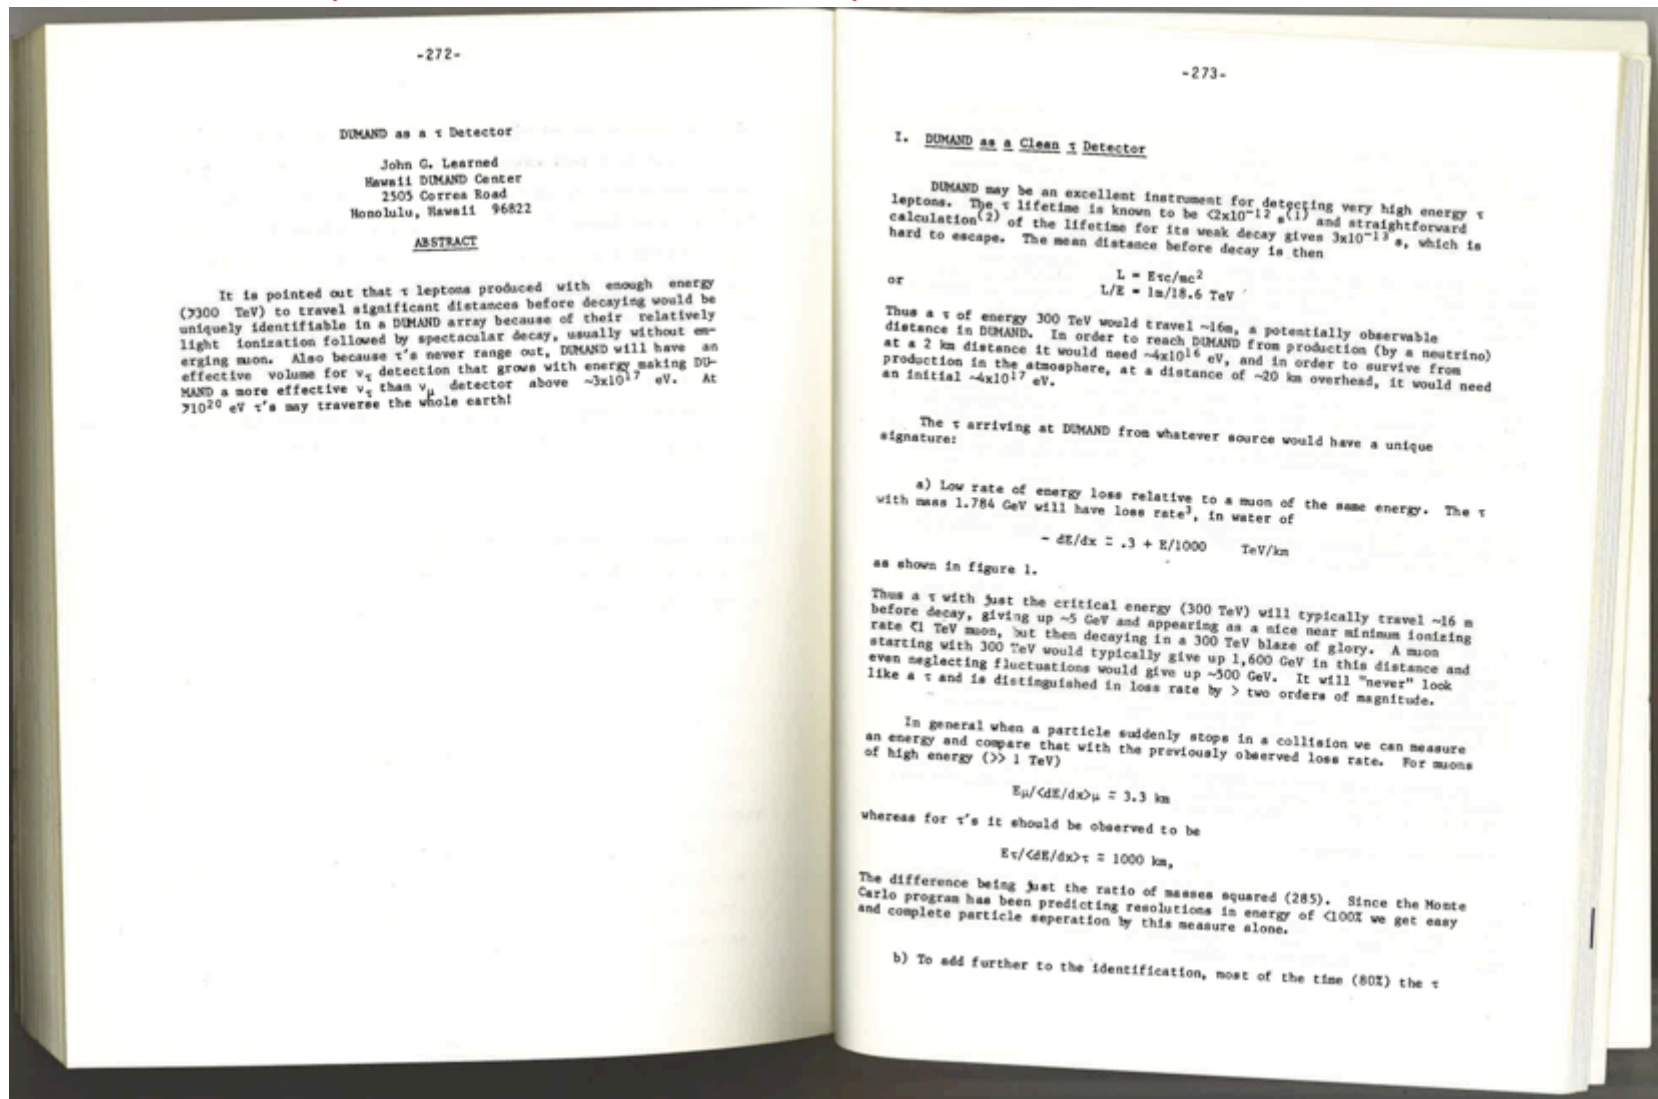 -272-
DUMAND as a τ Detector
John G. Learned
Hawaii DUMAND Center
2505 Correa Road
Honolulu, Hawaii 96822
ABSTRACT
It is pointed out that τ leptons produced with enough energy
(>300 TeV) to travel significant distances before decaying would be
uniquely identifiable in a DUMAND array because of their relatively
light ionization followed by spectacular decay, usually without em-
erging muon. Also because τ's never range out, DUMAND will have an
effective volume for ντ detection that grows with energy making DU-
MAND a more effective ντ than νμ detector above ~3x10¹⁷ eV. At
>10²⁰ eV τ's may traverse the whole earth!
-273-
I. DUMAND as a Clean τ Detector
DUMAND may be an excellent instrument for detecting very high energy τ
leptons. The τ lifetime is known to be <2x10⁻¹² s(1) and straightforward
calculation(2) of the lifetime for its weak decay gives 3x10⁻¹³ s, which is
hard to escape. The mean distance before decay is then
L = Eτc/mc²
or
L/E = 1m/18.6 TeV
Thus a τ of energy 300 TeV would travel ~16m, a potentially observable
distance in DUMAND. In order to reach DUMAND from production (by a neutrino)
at a 2 km distance it would need ~4x10¹⁶ eV, and in order to survive from
production in the atmosphere, at a distance of ~20 km overhead, it would need
an initial ~4x10¹⁷ eV.
The τ arriving at DUMAND from whatever source would have a unique
signature:
a) Low rate of energy loss relative to a muon of the same energy. The τ
with mass 1.784 GeV will have loss rate³, in water of
- dE/dx ≅ .3 + E/1000 TeV/km
as shown in figure 1.
Thus a τ with just the critical energy (300 TeV) will typically travel ~16 m
before decay, giving up ~5 GeV and appearing as a nice near minimum ionizing
rate <1 TeV muon, but then decaying in a 300 TeV blaze of glory. A muon
starting with 300 TeV would typically give up 1,600 GeV in this distance and
even neglecting fluctuations would give up ~500 GeV. It will "never" look
like a τ and is distinguished in loss rate by > two orders of magnitude.
In general when a particle suddenly stops in a collision we can measure
an energy and compare that with the previously observed loss rate. For muons
of high energy (>> 1 TeV)
Eμ/<dE/dx>μ ≅ 3.3 km
whereas for τ's it should be observed to be
Eτ/<dE/dx>τ ≅ 1000 km,
The difference being just the ratio of masses squared (285). Since the Monte
Carlo program has been predicting resolutions in energy of <100% we get easy
and complete particle seperation by this measure alone.
b) To add further to the identification, most of the time (80%) the τ